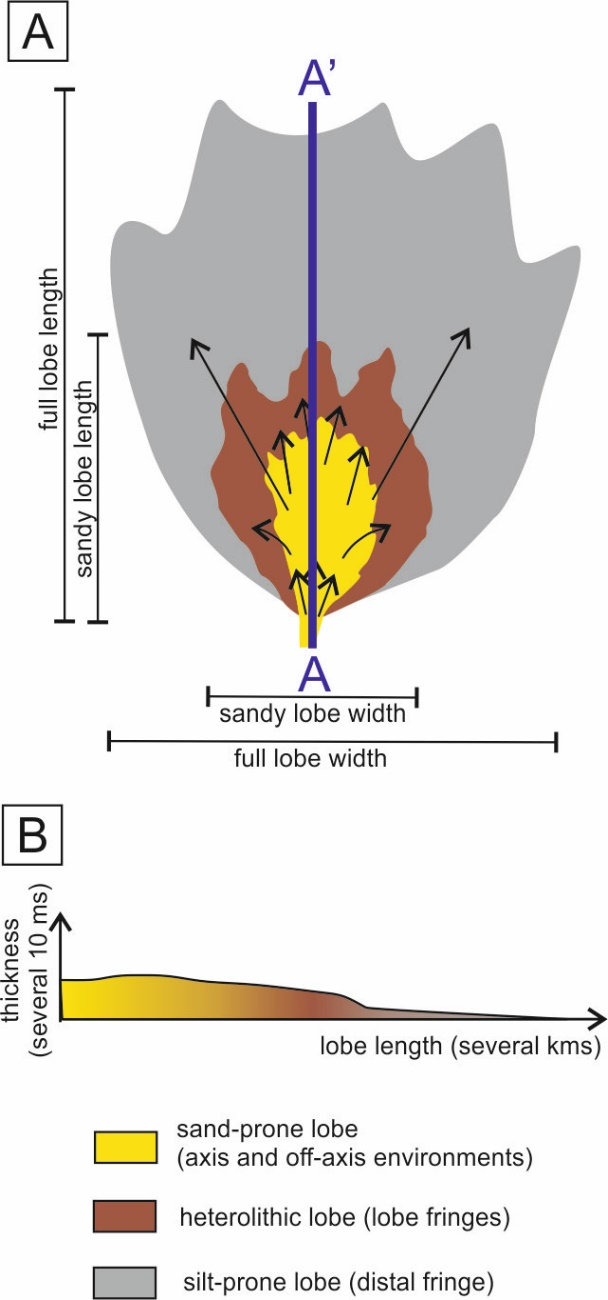 A
A’
full lobe length
sandy lobe length
A
sandy lobe width
full lobe width
B
thickness
(several 10 ms)
lobe length (several kms)
sand-prone lobe
(axis and off-axis environments)
heterolithic lobe (lobe fringes)
silt-prone lobe (distal fringe)